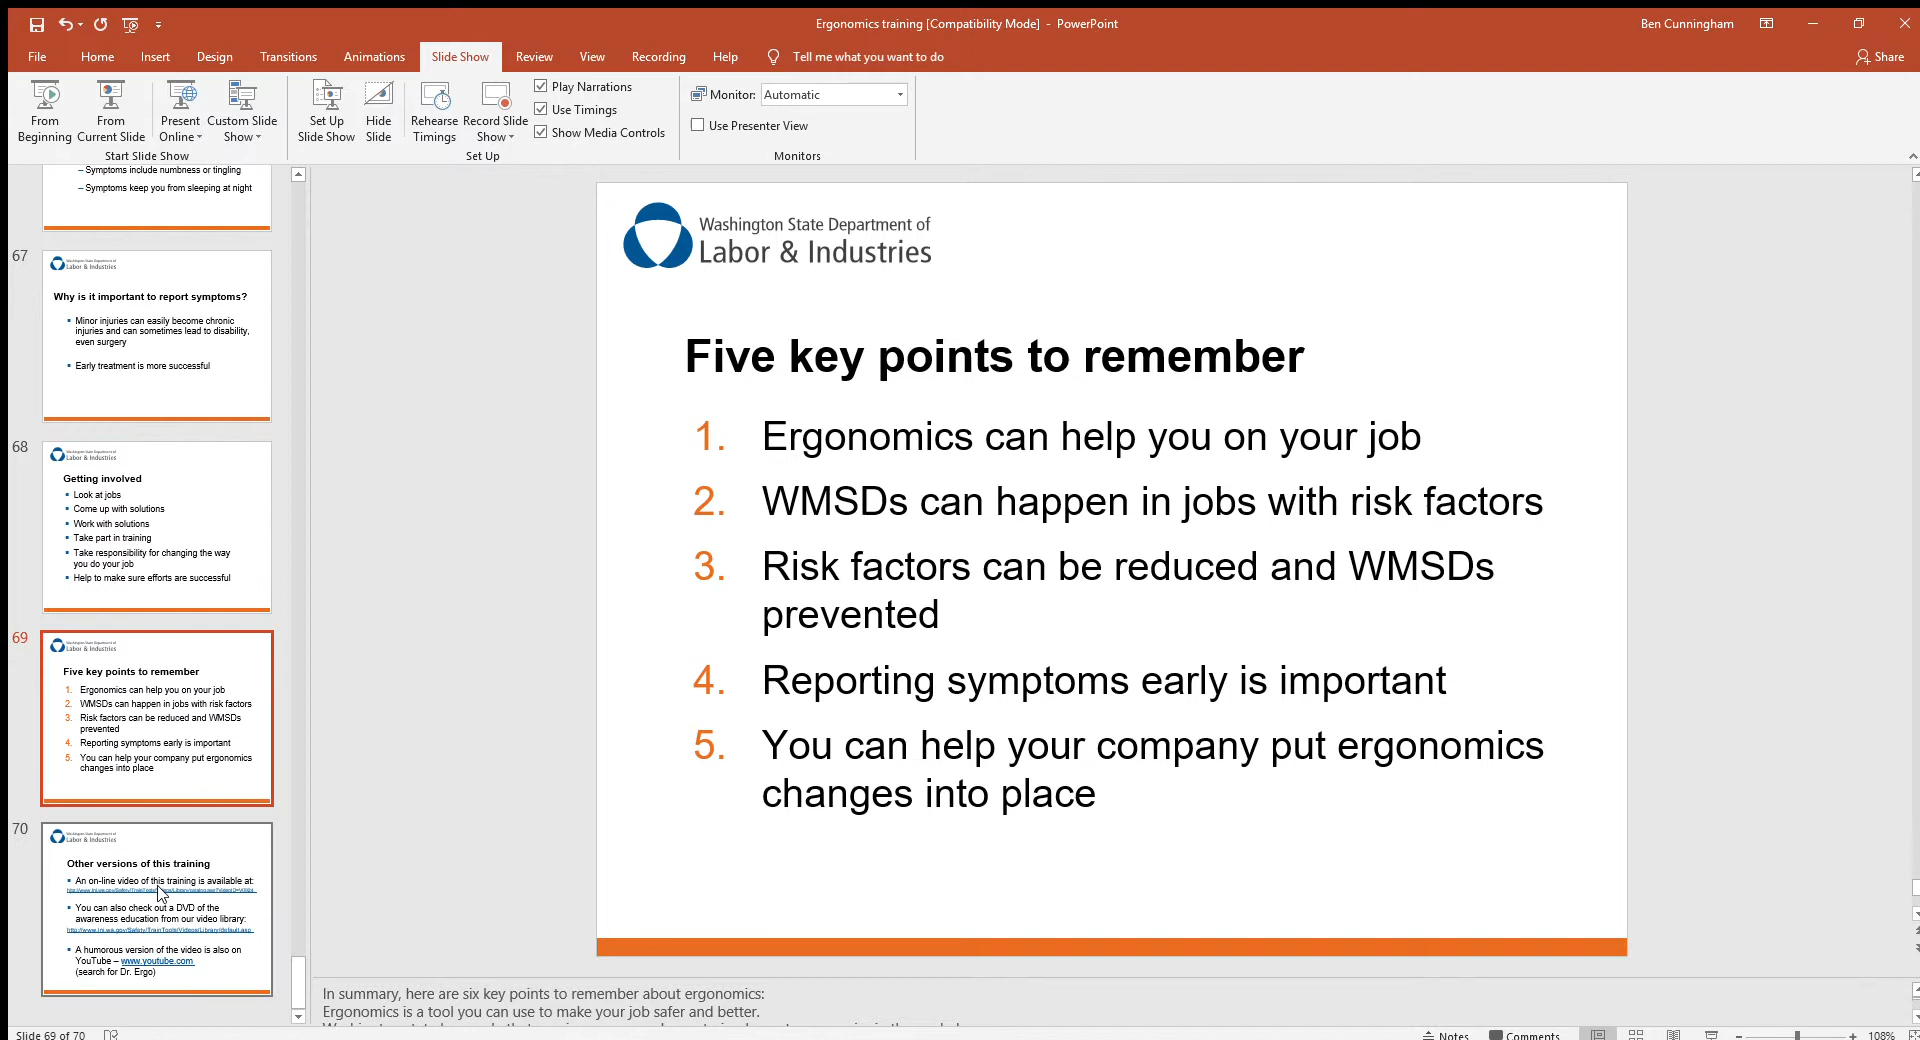 Ergonomics training [Compatibility Mode] - PowerPoint
Ben Cunningham
File Home Insert Design Transitions Animations Slide Show Review View Recording Help Tell me what you want to do
Share
From Beginning
From Current Slide
Present Online
Custom Slide Show
Start Slide Show
Set Up Slide Show
Hide Slide
Rehearse Timings
Record Slide Show
Play Narrations
Use Timings
Show Media Controls
Set Up
Monitor: Automatic
Use Presenter View
Monitors
– Symptoms include numbness or tingling
– Symptoms keep you from sleeping at night
67
Washington State Department of
Labor & Industries
Why is it important to report symptoms?
▪ Minor injuries can easily become chronic
injuries and can sometimes lead to disability,
even surgery
▪ Early treatment is more successful
68
Washington State Department of
Labor & Industries
Getting involved
▪ Look at jobs
▪ Come up with solutions
▪ Work with solutions
▪ Take part in training
▪ Take responsibility for changing the way
you do your job
▪ Help to make sure efforts are successful
69
Washington State Department of
Labor & Industries
Five key points to remember
1. Ergonomics can help you on your job
2. WMSDs can happen in jobs with risk factors
3. Risk factors can be reduced and WMSDs
prevented
4. Reporting symptoms early is important
5. You can help your company put ergonomics
changes into place
70
Washington State Department of
Labor & Industries
Other versions of this training
▪ An on-line video of this training is available at:
▪ You can also check out a DVD of the
awareness education from our video library:
http://www.lni.wa.gov/Safety/TrainTools/Videos/Library/default.asp
▪ A humorous version of the video is also on
YouTube – www.youtube.com
(search for Dr. Ergo)
Washington State Department of
Labor & Industries
Five key points to remember
1. Ergonomics can help you on your job
2. WMSDs can happen in jobs with risk factors
3. Risk factors can be reduced and WMSDs
prevented
4. Reporting symptoms early is important
5. You can help your company put ergonomics
changes into place
In summary, here are six key points to remember about ergonomics:
Ergonomics is a tool you can use to make your job safer and better.
Slide 69 of 70
Notes
Comments
108%